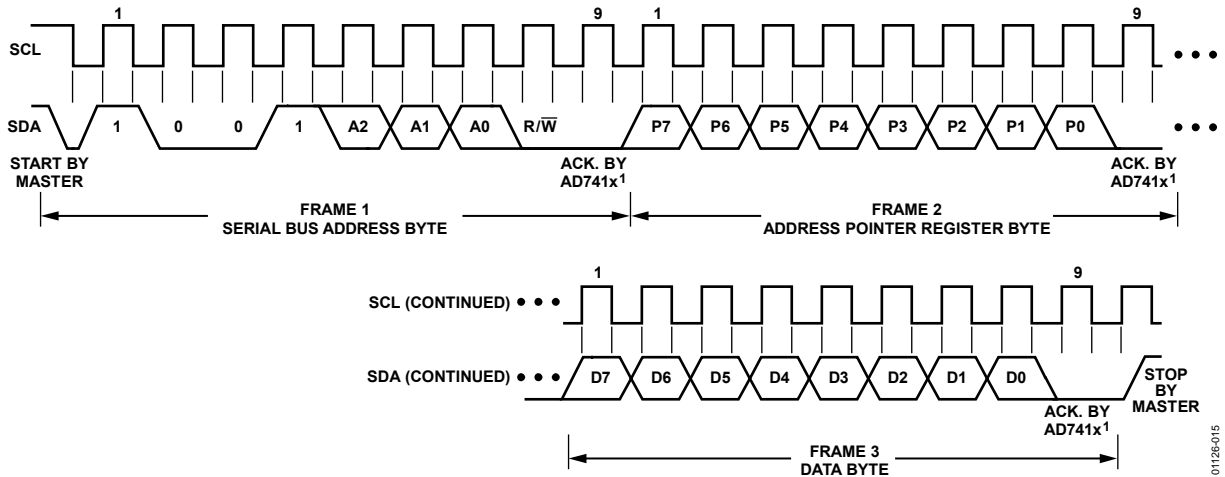 1 9 1 9
SCL
SDA 1 0 0 1 A2 A1 A0 R/W̅ P7 P6 P5 P4 P3 P2 P1 P0
START BY
MASTER
ACK. BY
AD741x¹
ACK. BY
AD741x¹
FRAME 1
SERIAL BUS ADDRESS BYTE
FRAME 2
ADDRESS POINTER REGISTER BYTE
1 9
SCL (CONTINUED)
SDA (CONTINUED) D7 D6 D5 D4 D3 D2 D1 D0
STOP
BY
MASTER
ACK. BY
AD741x¹
FRAME 3
DATA BYTE
01126-015